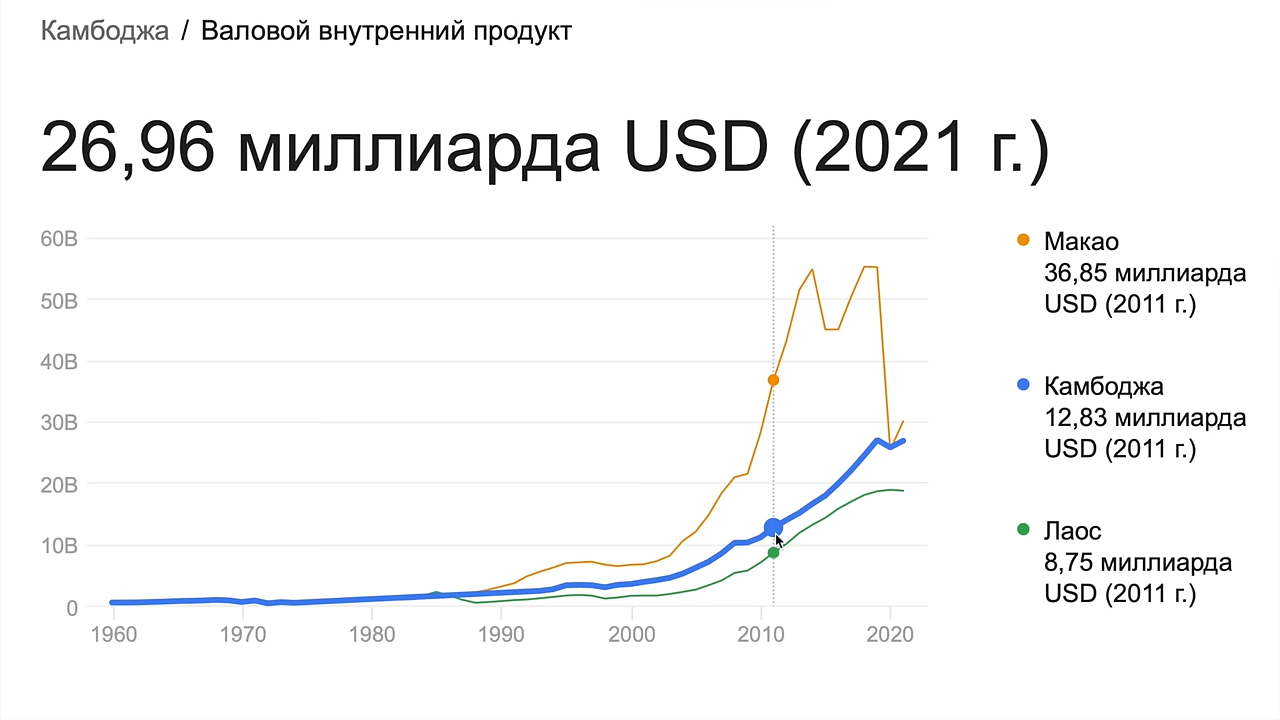 Камбоджа / Валовой внутренний продукт
26,96 миллиарда USD (2021 г.)
60B
50B
40B
30B
20B
10B
0
1960 1970 1980 1990 2000 2010 2020
Макао
36,85 миллиарда
USD (2011 г.)
Камбоджа
12,83 миллиарда
USD (2011 г.)
Лаос
8,75 миллиарда
USD (2011 г.)